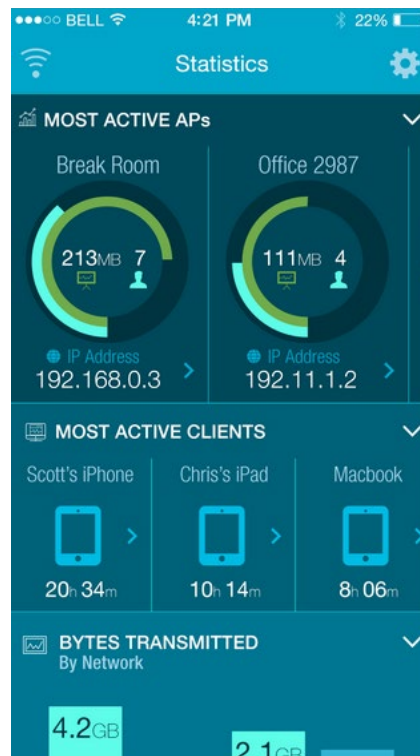 BELL 4:21 PM 22%
Statistics
MOST ACTIVE APs
Break Room Office 2987
213MB 7 111MB 4
IP Address IP Address
192.168.0.3 192.11.1.2
MOST ACTIVE CLIENTS
Scott's iPhone Chris's iPad Macbook
20h 34m 10h 14m 8h 06m
BYTES TRANSMITTED
By Network
4.2GB
2.1GB